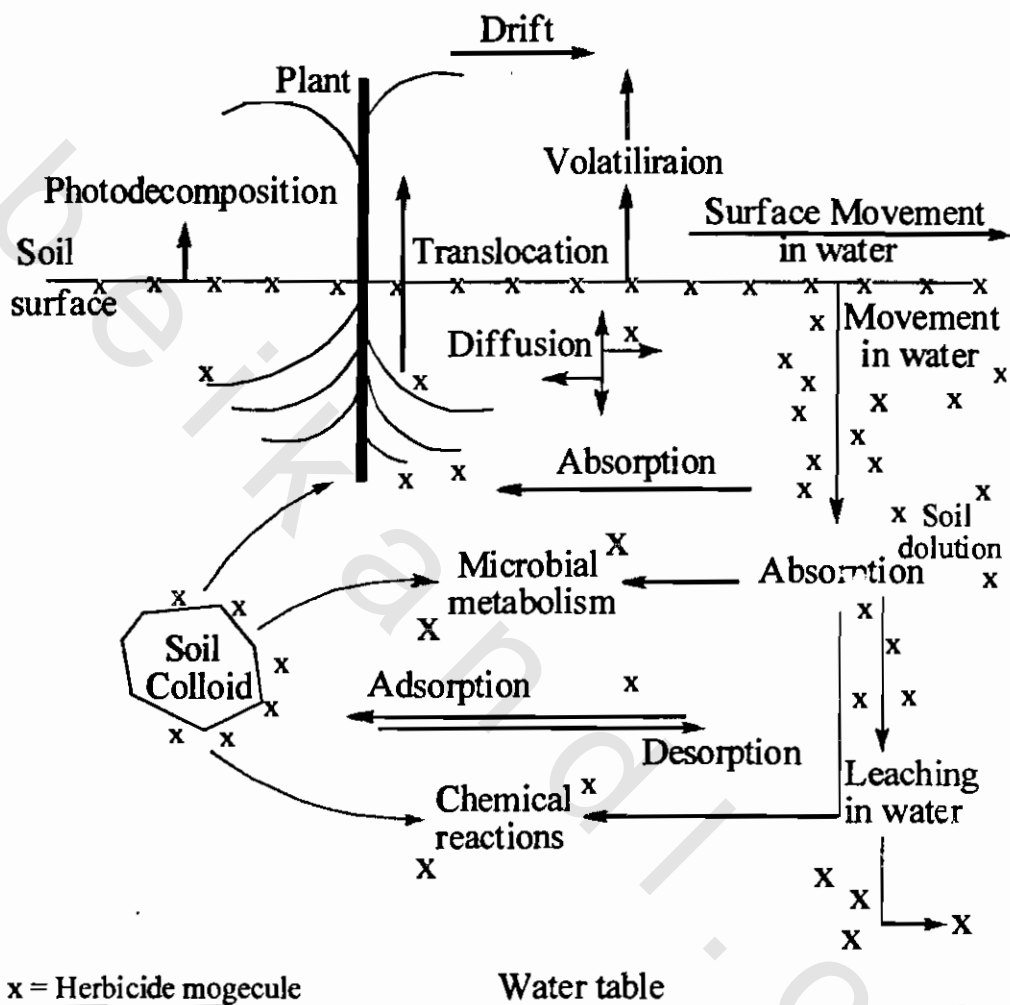 Drift
Plant
Volatiliraion
Photodecomposition
Surface Movement
in water
Soil
surface
Translocation
Movement
in water
Diffusion
Absorption
Soil
dolution
Microbial
metabolism
Absorption
Soil
Colloid
Adsorption
Desorption
Leaching
in water
Chemical
reactions
x = Herbicide mogecule
Water table
beikandl.c